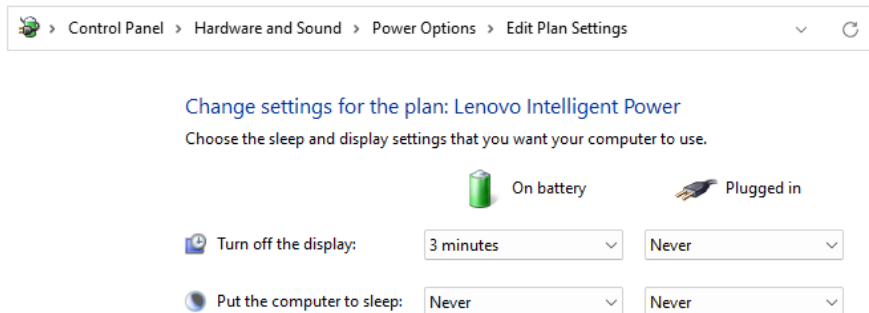 Control Panel > Hardware and Sound > Power Options > Edit Plan Settings
Change settings for the plan: Lenovo Intelligent Power
Choose the sleep and display settings that you want your computer to use.
On battery Plugged in
Turn off the display: 3 minutes Never
Put the computer to sleep: Never Never